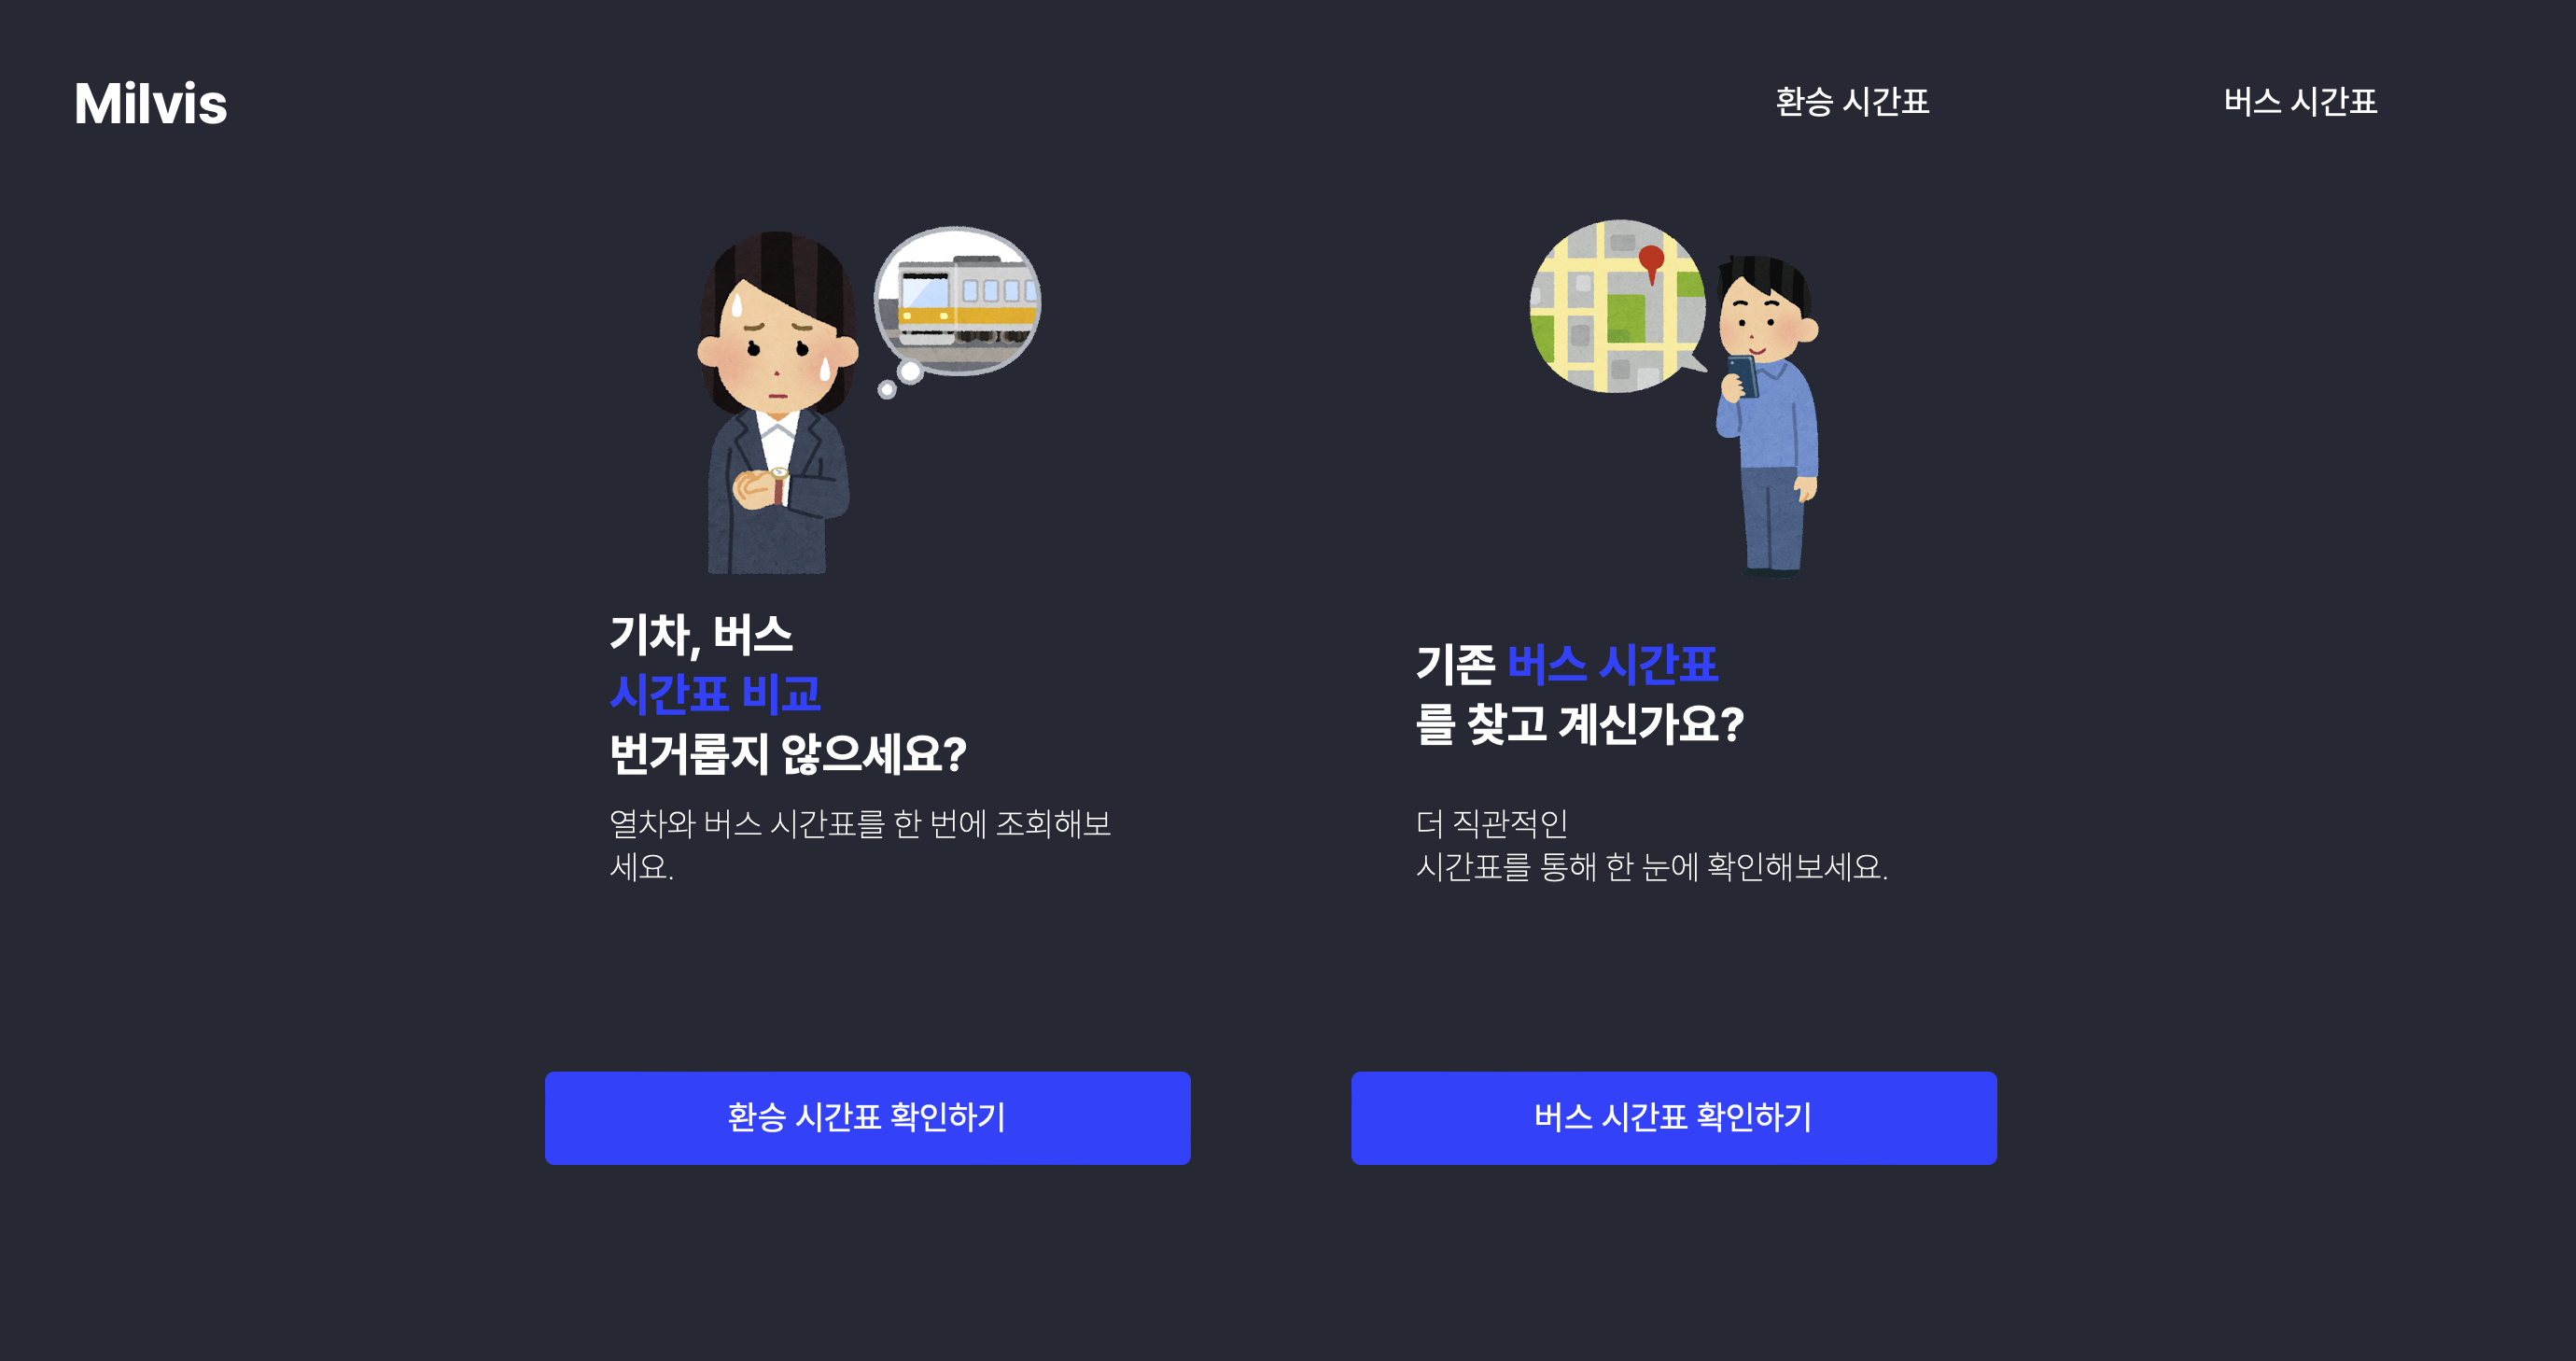 Milvis
환승 시간표
버스 시간표
기차, 버스
시간표 비교
번거롭지 않으세요?
열차와 버스 시간표를 한 번에 조회해보
세요.
환승 시간표 확인하기
기존 버스 시간표
를 찾고 계신가요?
더 직관적인
시간표를 통해 한 눈에 확인해보세요.
버스 시간표 확인하기